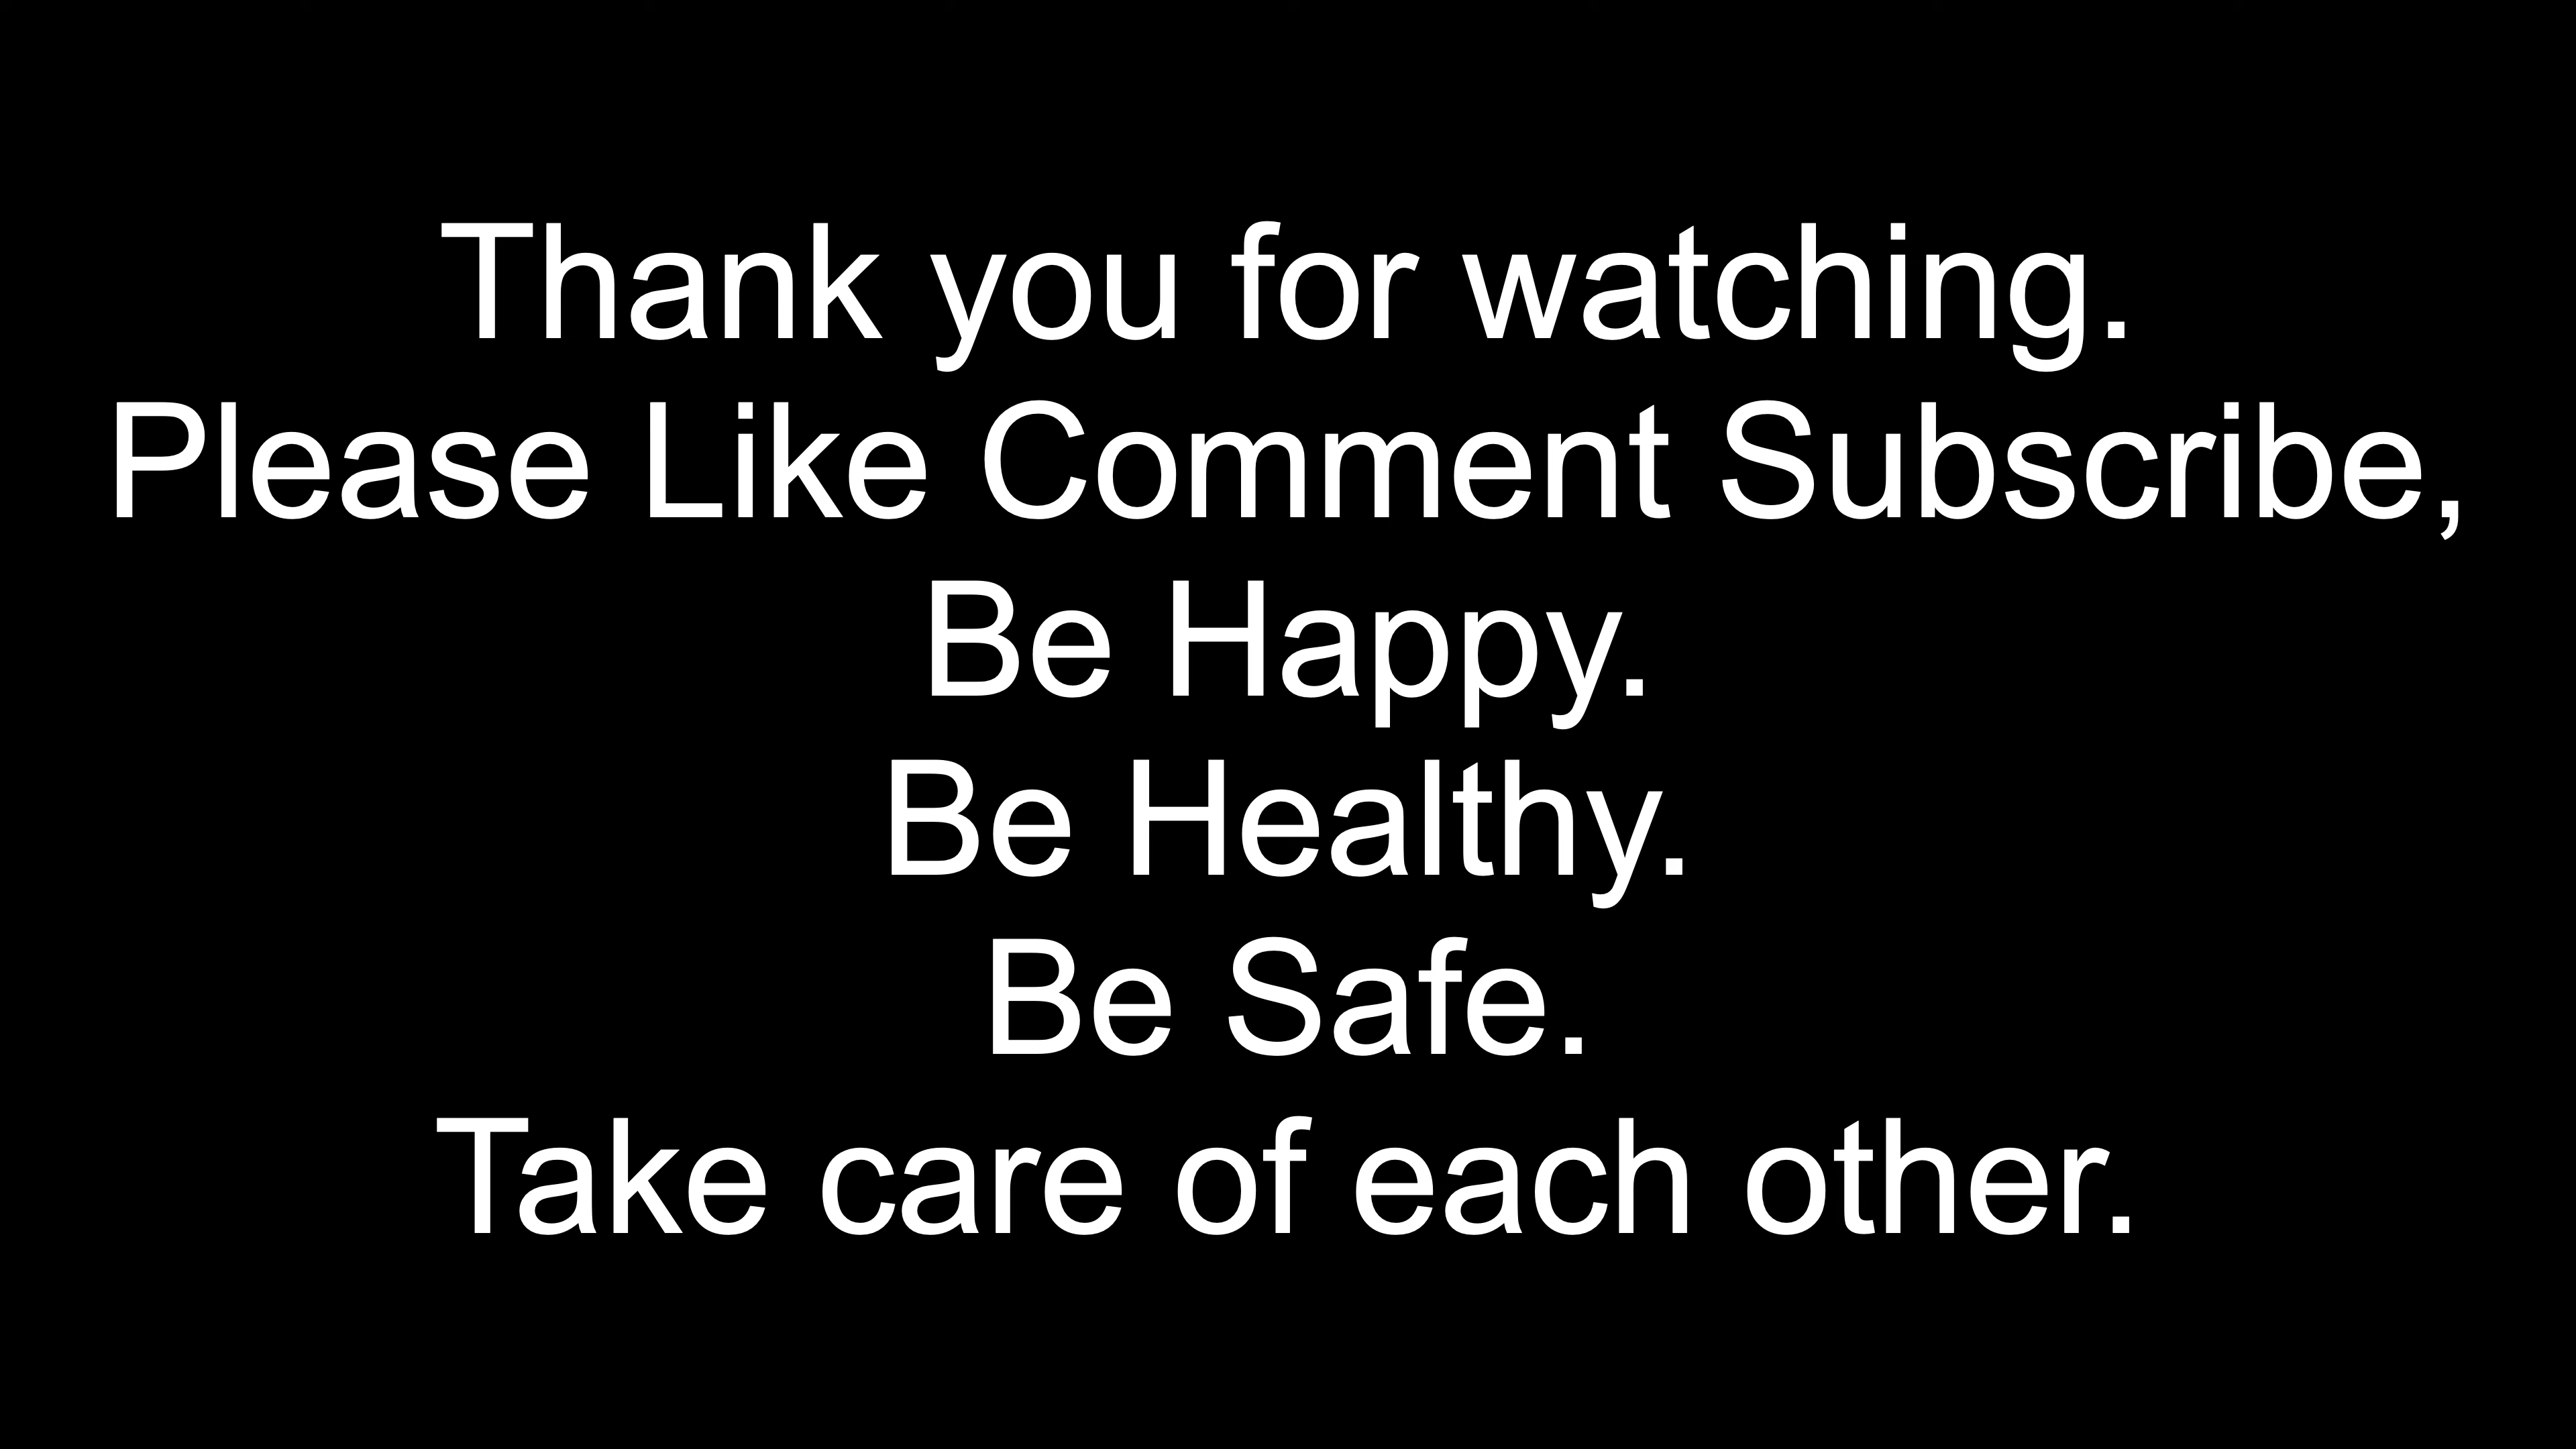 Thank you for watching.
Please Like Comment Subscribe,
Be Happy.
Be Healthy.
Be Safe.
Take care of each other.